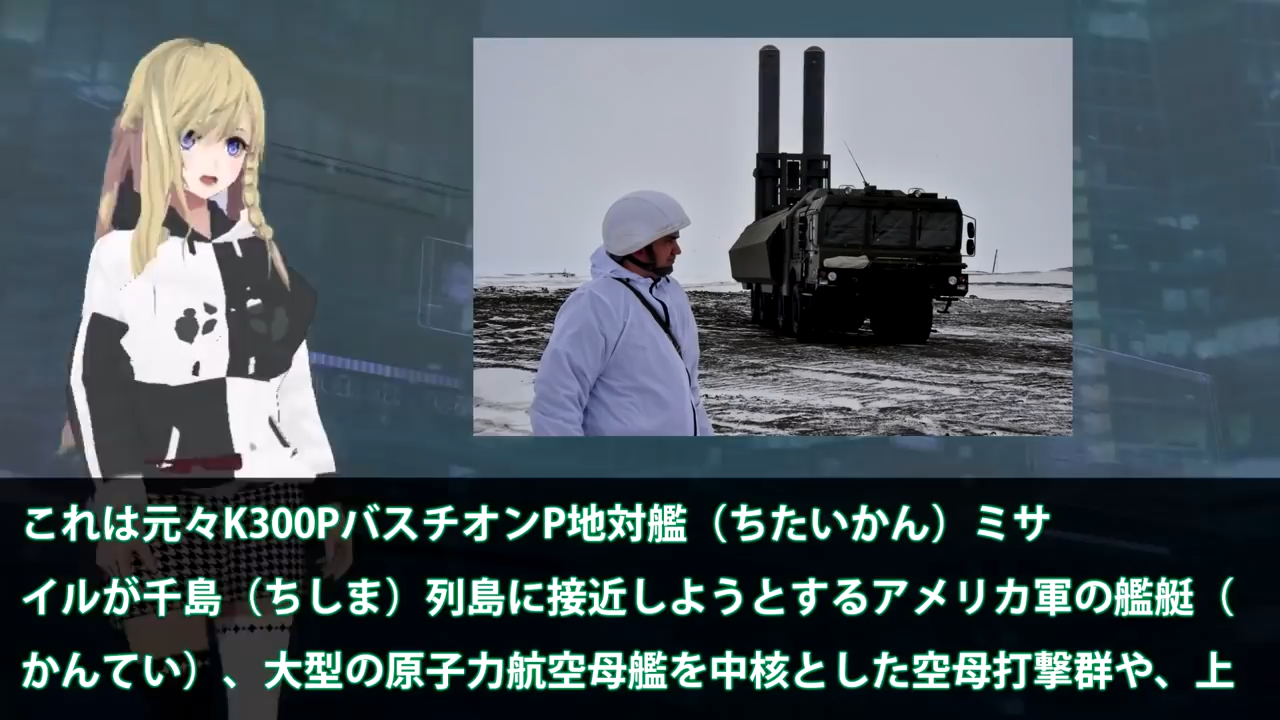 これは元々K300PバスチオンP地対艦（ちたいかん）ミサ
イルが千島（ちしま）列島に接近しようとするアメリカ軍の艦艇（
かんてい）、大型の原子力航空母艦を中核とした空母打撃群や、上